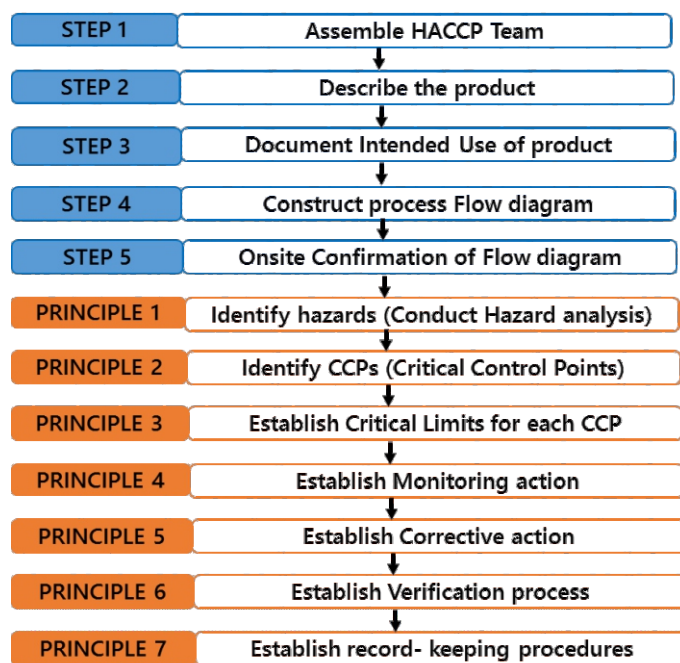 STEP 1 Assemble HACCP Team
STEP 2 Describe the product
STEP 3 Document Intended Use of product
STEP 4 Construct process Flow diagram
STEP 5 Onsite Confirmation of Flow diagram
PRINCIPLE 1 Identify hazards (Conduct Hazard analysis)
PRINCIPLE 2 Identify CCPs (Critical Control Points)
PRINCIPLE 3 Establish Critical Limits for each CCP
PRINCIPLE 4 Establish Monitoring action
PRINCIPLE 5 Establish Corrective action
PRINCIPLE 6 Establish Verification process
PRINCIPLE 7 Establish record- keeping procedures